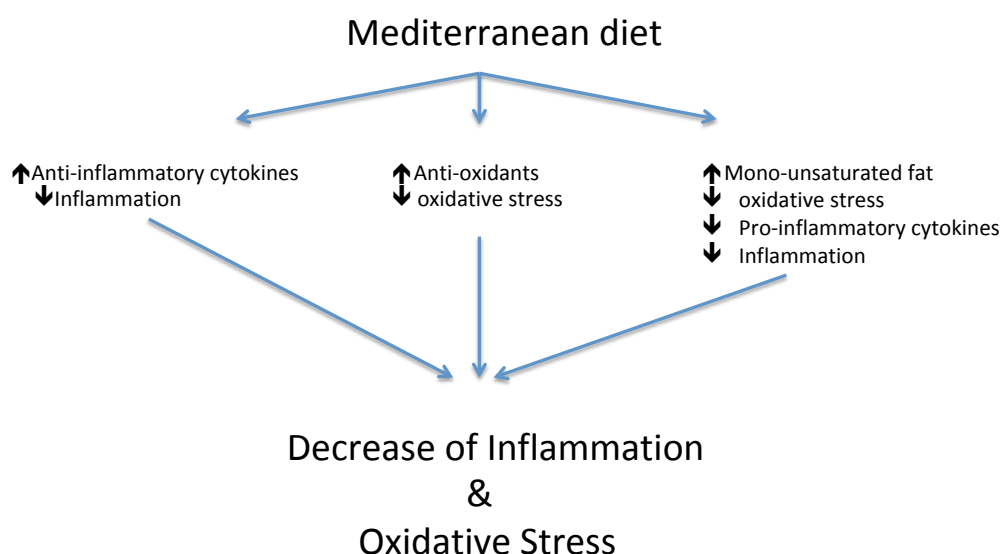 Mediterranean diet
↑Anti-inflammatory cytokines
↓Inflammation
↑Anti-oxidants
↓ oxidative stress
↑Mono-unsaturated fat
↓ oxidative stress
↓ Pro-inflammatory cytokines
↓ Inflammation
Decrease of Inflammation
&
Oxidative Stress